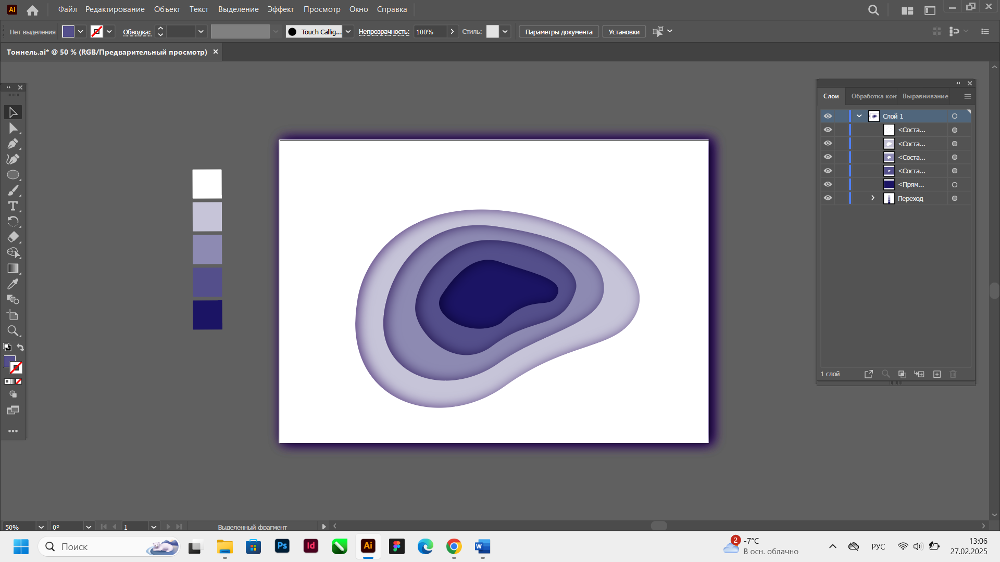 Ai Файл Редактирование Объект Текст Выделение Эффект Просмотр Окно Справка
Нет выделения Обводка: Touch Callig... Непрозрачность: 100% Стиль: Параметры документа Установки
Тоннель.ai* @ 50 % (RGB/Предварительный просмотр)
Слои Обработка кон Выравнивание
Слой 1
<Соста...
<Соста...
<Соста...
<Соста...
<Прям...
Переход
1 слой
50% 0° 1 Выделенный фрагмент
Поиск Ps Id Ai W 2 -7°C РУС 13:06
В осн. облачно 27.02.2025